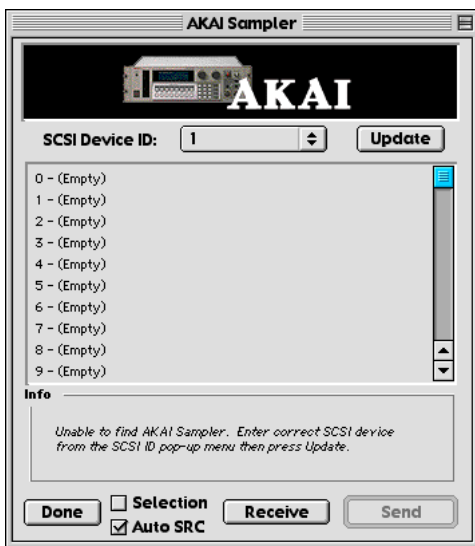 AKAI Sampler
AKAI
SCSI Device ID: 1 Update
0 - (Empty)
1 - (Empty)
2 - (Empty)
3 - (Empty)
4 - (Empty)
5 - (Empty)
6 - (Empty)
7 - (Empty)
8 - (Empty)
9 - (Empty)
Info
Unable to find AKAI Sampler. Enter correct SCSI device
from the SCSI ID pop-up menu then press Update.
Done Selection Receive Send
Auto SRC